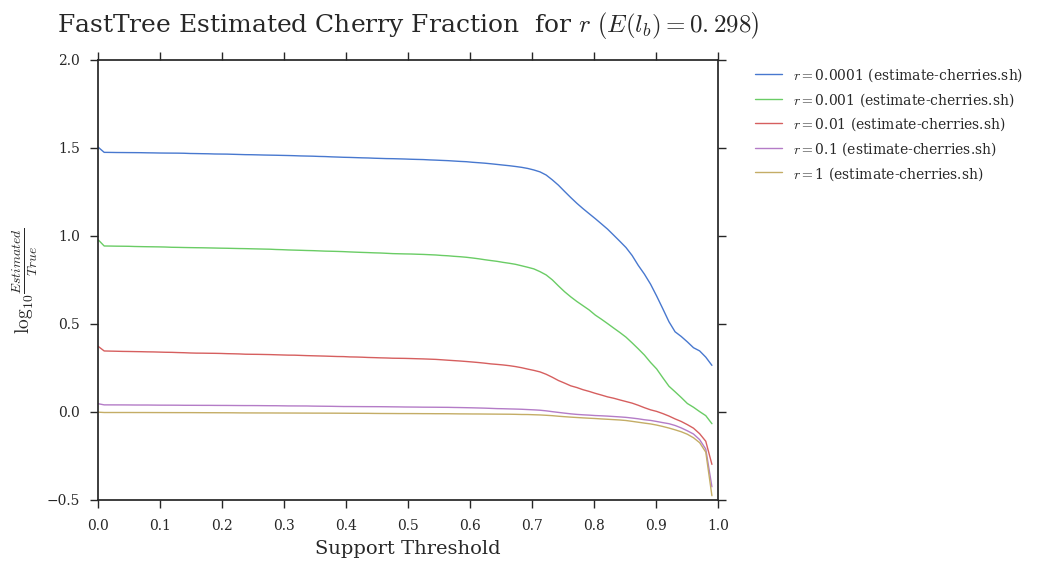 FastTree Estimated Cherry Fraction for r (E(l_b) = 0.298)
2.0
1.5
1.0
0.5
0.0
−0.5
log10 Estimated/True
0.0 0.1 0.2 0.3 0.4 0.5 0.6 0.7 0.8 0.9 1.0
Support Threshold
r = 0.0001 (estimate-cherries.sh)
r = 0.001 (estimate-cherries.sh)
r = 0.01 (estimate-cherries.sh)
r = 0.1 (estimate-cherries.sh)
r = 1 (estimate-cherries.sh)